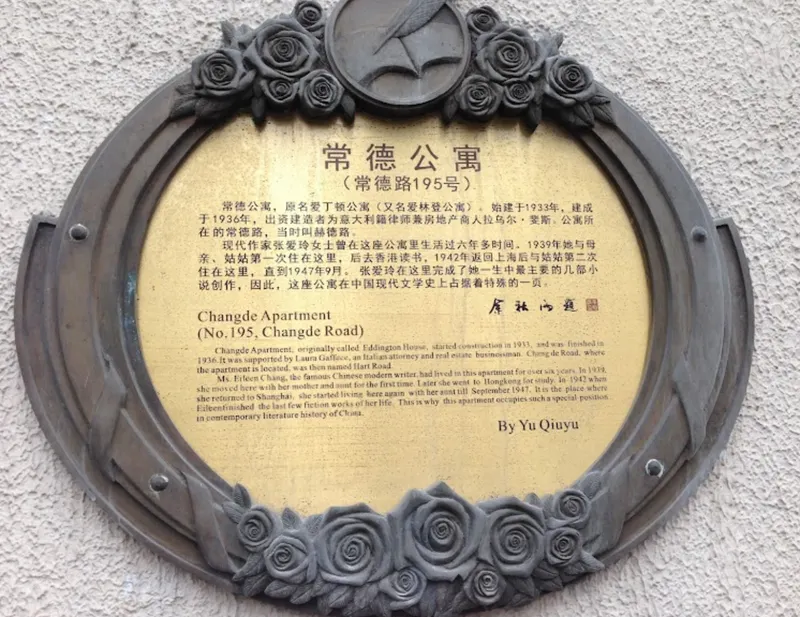 常德公寓
（常德路195号）
常德公寓，原名爱丁顿公寓（又名爱林登公寓）。始建于1933年，建成
于1936年，出资建造者为意大利籍律师兼房地产商人拉乌尔·斐斯。公寓所
在的常德路，当时叫赫德路。
现代作家张爱玲女士曾在这座公寓里生活过六年多时间。1939年她与母
亲、姑姑第一次住在这里，后去香港读书，1942年返回上海后与姑姑第二次
住在这里，直到1947年9月。张爱玲在这里完成了她一生中最主要的几部小
说创作，因此，这座公寓在中国现代文学史上占据着特殊的一页。
余秋雨题
Changde Apartment
(No.195, Changde Road)
Changde Apartment, originally called Eddington House, started construction in 1933, and was finished in
1936.It was supported by Laura Gaffece, an Italian attorney and real estate businessman. Chang de Road, where
the apartment is located, was then named Hart Road.
Ms. Eileen Chang, the famous Chinese modern writer, had lived in this apartment for over six years. In 1939,
she moved here with her mother and aunt for the first time. Later she went to Hongkong for study. In 1942 when
she returned to Shanghai, she started living here again with her aunt till September 1947. It is the place where
Eileenfinished the last few fiction works of her life. This is why this apartment occupies such a special position
in contemporary literature history of China.
By Yu Qiuyu